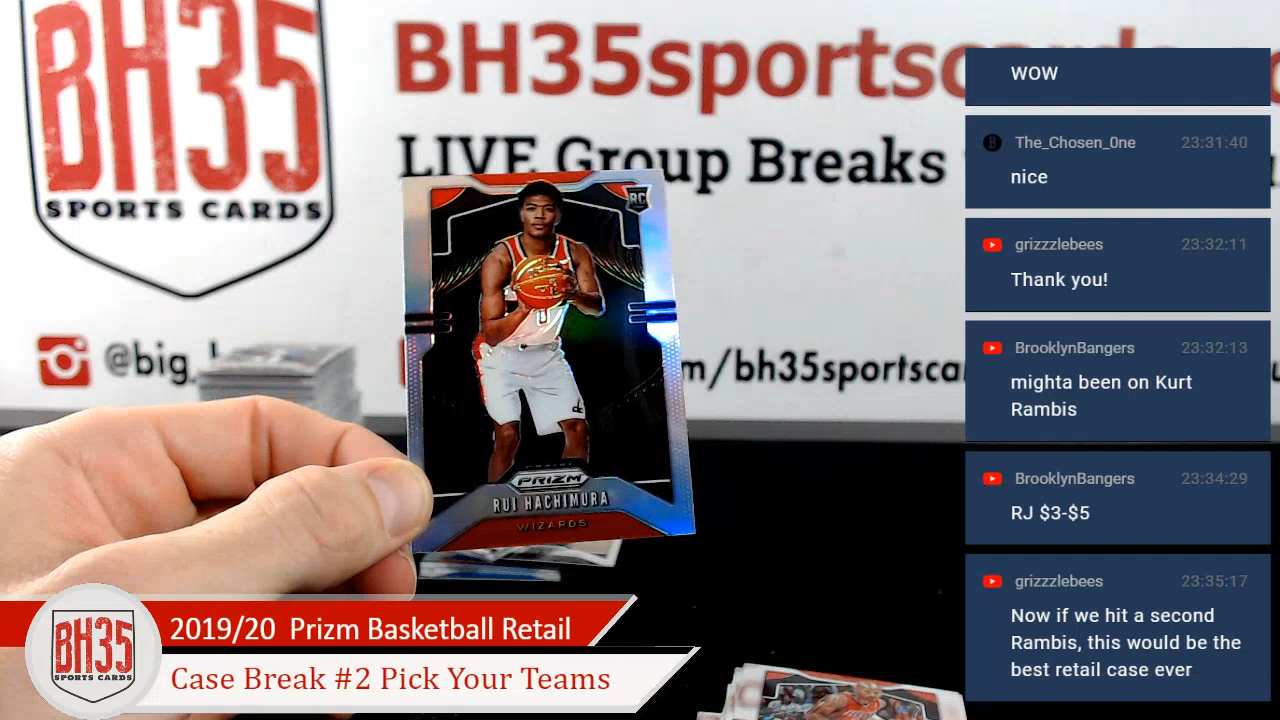 BH35
SPORTS CARDS
BH35sportsc
LIVE Group Breaks
@big_
m/bh35sportsca
RC
PRIZM
RUI HACHIMURA
WIZARDS
WOW
The_Chosen_0ne 23:31:40
nice
grizzzlebees 23:32:11
Thank you!
BrooklynBangers 23:32:13
mighta been on Kurt
Rambis
BrooklynBangers 23:34:29
RJ $3-$5
grizzzlebees 23:35:17
Now if we hit a second
Rambis, this would be the
best retail case ever
BH35
SPORTS CARDS
2019/20 Prizm Basketball Retail
Case Break #2 Pick Your Teams